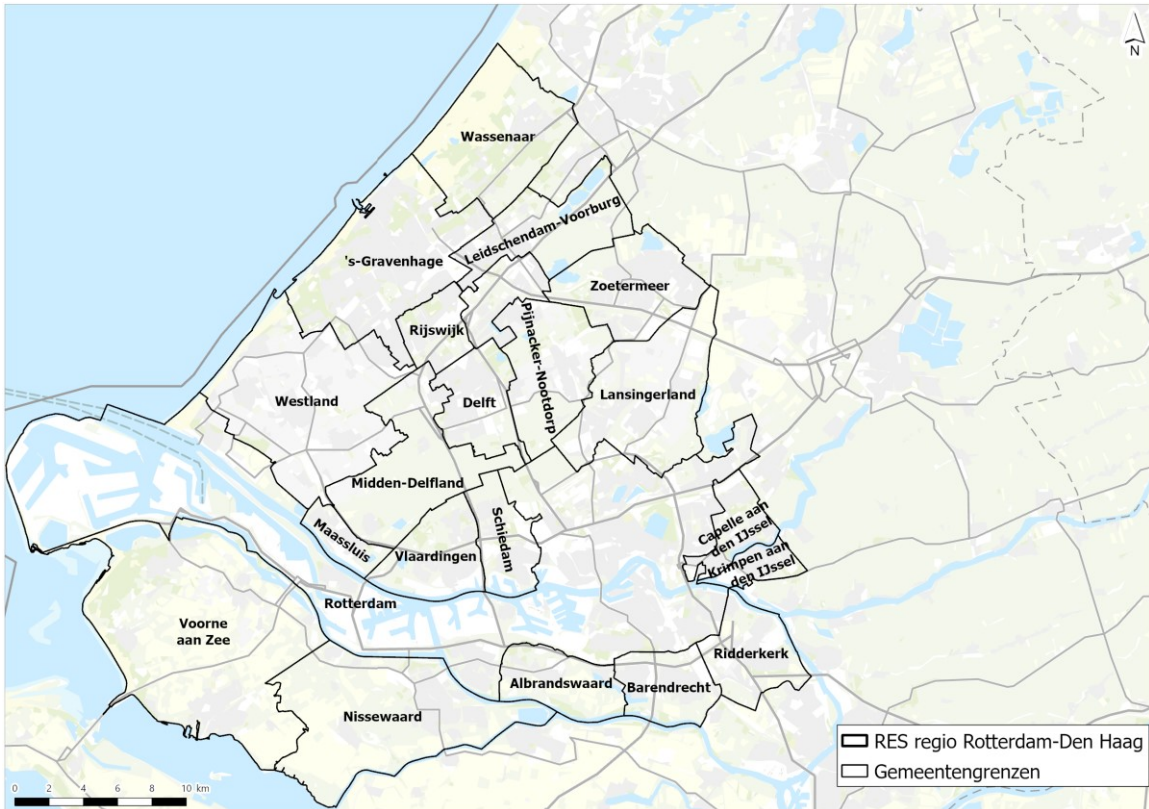 N
Wassenaar
Leidschendam-Voorburg
's-Gravenhage
Zoetermeer
Rijswijk
Pijnacker-Nootdorp
Westland
Delft
Lansingerland
Midden-Delfland
Maassluis
Vlaardingen
Schiedam
Capelle aan
den IJssel
Krimpen aan
den IJssel
Rotterdam
Voorne
aan Zee
Ridderkerk
Albrandswaard
Barendrecht
Nissewaard
RES regio Rotterdam-Den Haag
Gemeentengrenzen
0 2 4 6 8 10 km